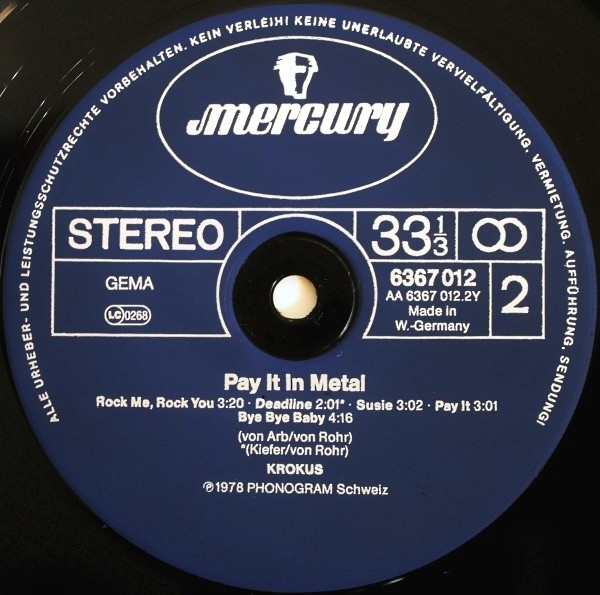 ALLE URHEBER- UND LEISTUNGSSCHUTZRECHTE VORBEHALTEN. KEIN VERLEIH! KEINE UNERLAUBTE VERVIELFÄLTIGUNG, VERMIETUNG, AUFFÜHRUNG, SENDUNG!
mercury
STEREO
33 1/3
GEMA
LC 0268
6367 012
AA 6367 012.2Y
Made in
W.-Germany
2
Pay It In Metal
Rock Me, Rock You 3:20 · Deadline 2:01* · Susie 3:02 · Pay It 3:01
Bye Bye Baby 4:16
(von Arb/von Rohr)
*(Kiefer/von Rohr)
KROKUS
℗1978 PHONOGRAM Schweiz